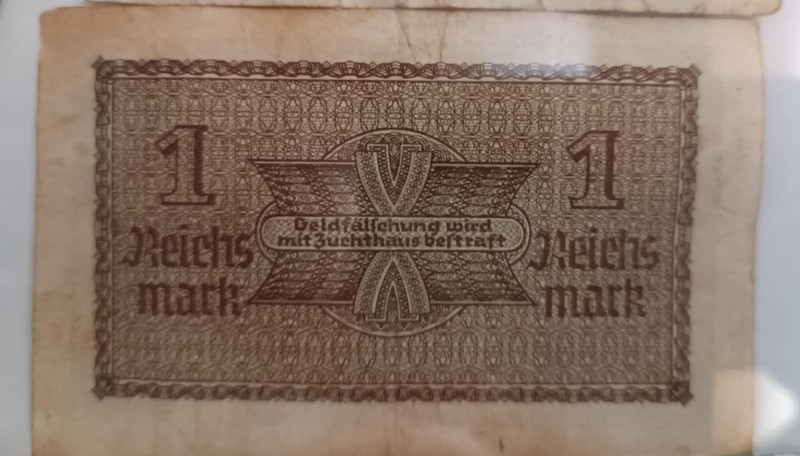 1
Reichs
mark
Geldfälschung wird
mit Zuchthaus bestraft
1
Reichs
mark